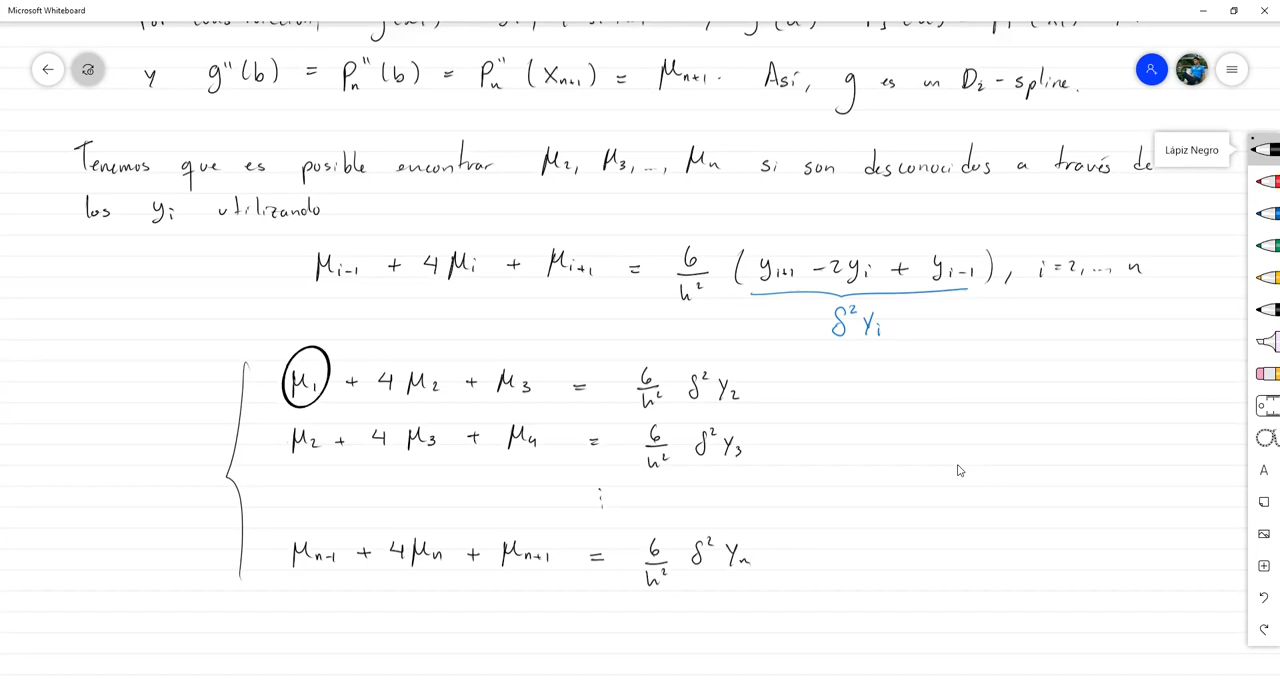 Microsoft Whiteboard
y g''(b) = Pₙ''(b) = Pₙ''(xₙ₊₁) = μₙ₊₁. Así, g es un D₂-spline.
Tenemos que es posible encontrar μ₂, μ₃, ..., μₙ si son desconocidos a través de
Lápiz Negro
los yᵢ utilizando
μᵢ₋₁ + 4μᵢ + μᵢ₊₁ = 6/h² (yᵢ₊₁ - 2yᵢ + yᵢ₋₁), i = 2, ... n
δ²yᵢ
μ₁ + 4μ₂ + μ₃ = 6/h² δ²y₂
μ₂ + 4μ₃ + μ₄ = 6/h² δ²y₃
⋮
μₙ₋₁ + 4μₙ + μₙ₊₁ = 6/h² δ²yₙ